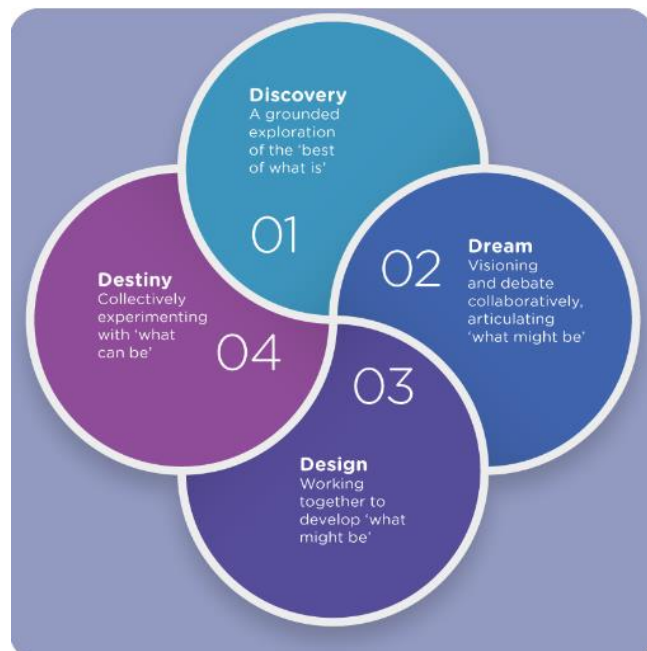 Discovery
A grounded
exploration
of the ‘best
of what is’
01
02
Dream
Visioning
and debate
collaboratively,
articulating
‘what might be’
03
Design
Working
together to
develop ‘what
might be’
Destiny
Collectively
experimenting
with ‘what
can be’
04